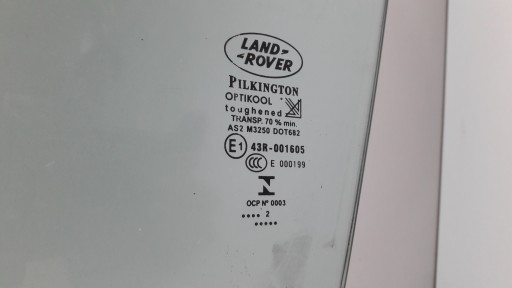 LAND
ROVER
PILKINGTON
OPTIKOOL
toughened
TRANSP. 70 % min.
AS2 M3250 DOT682
E1 43R-001605
CCC E 000199
OCP Nº 0003
•••• 2
•••••